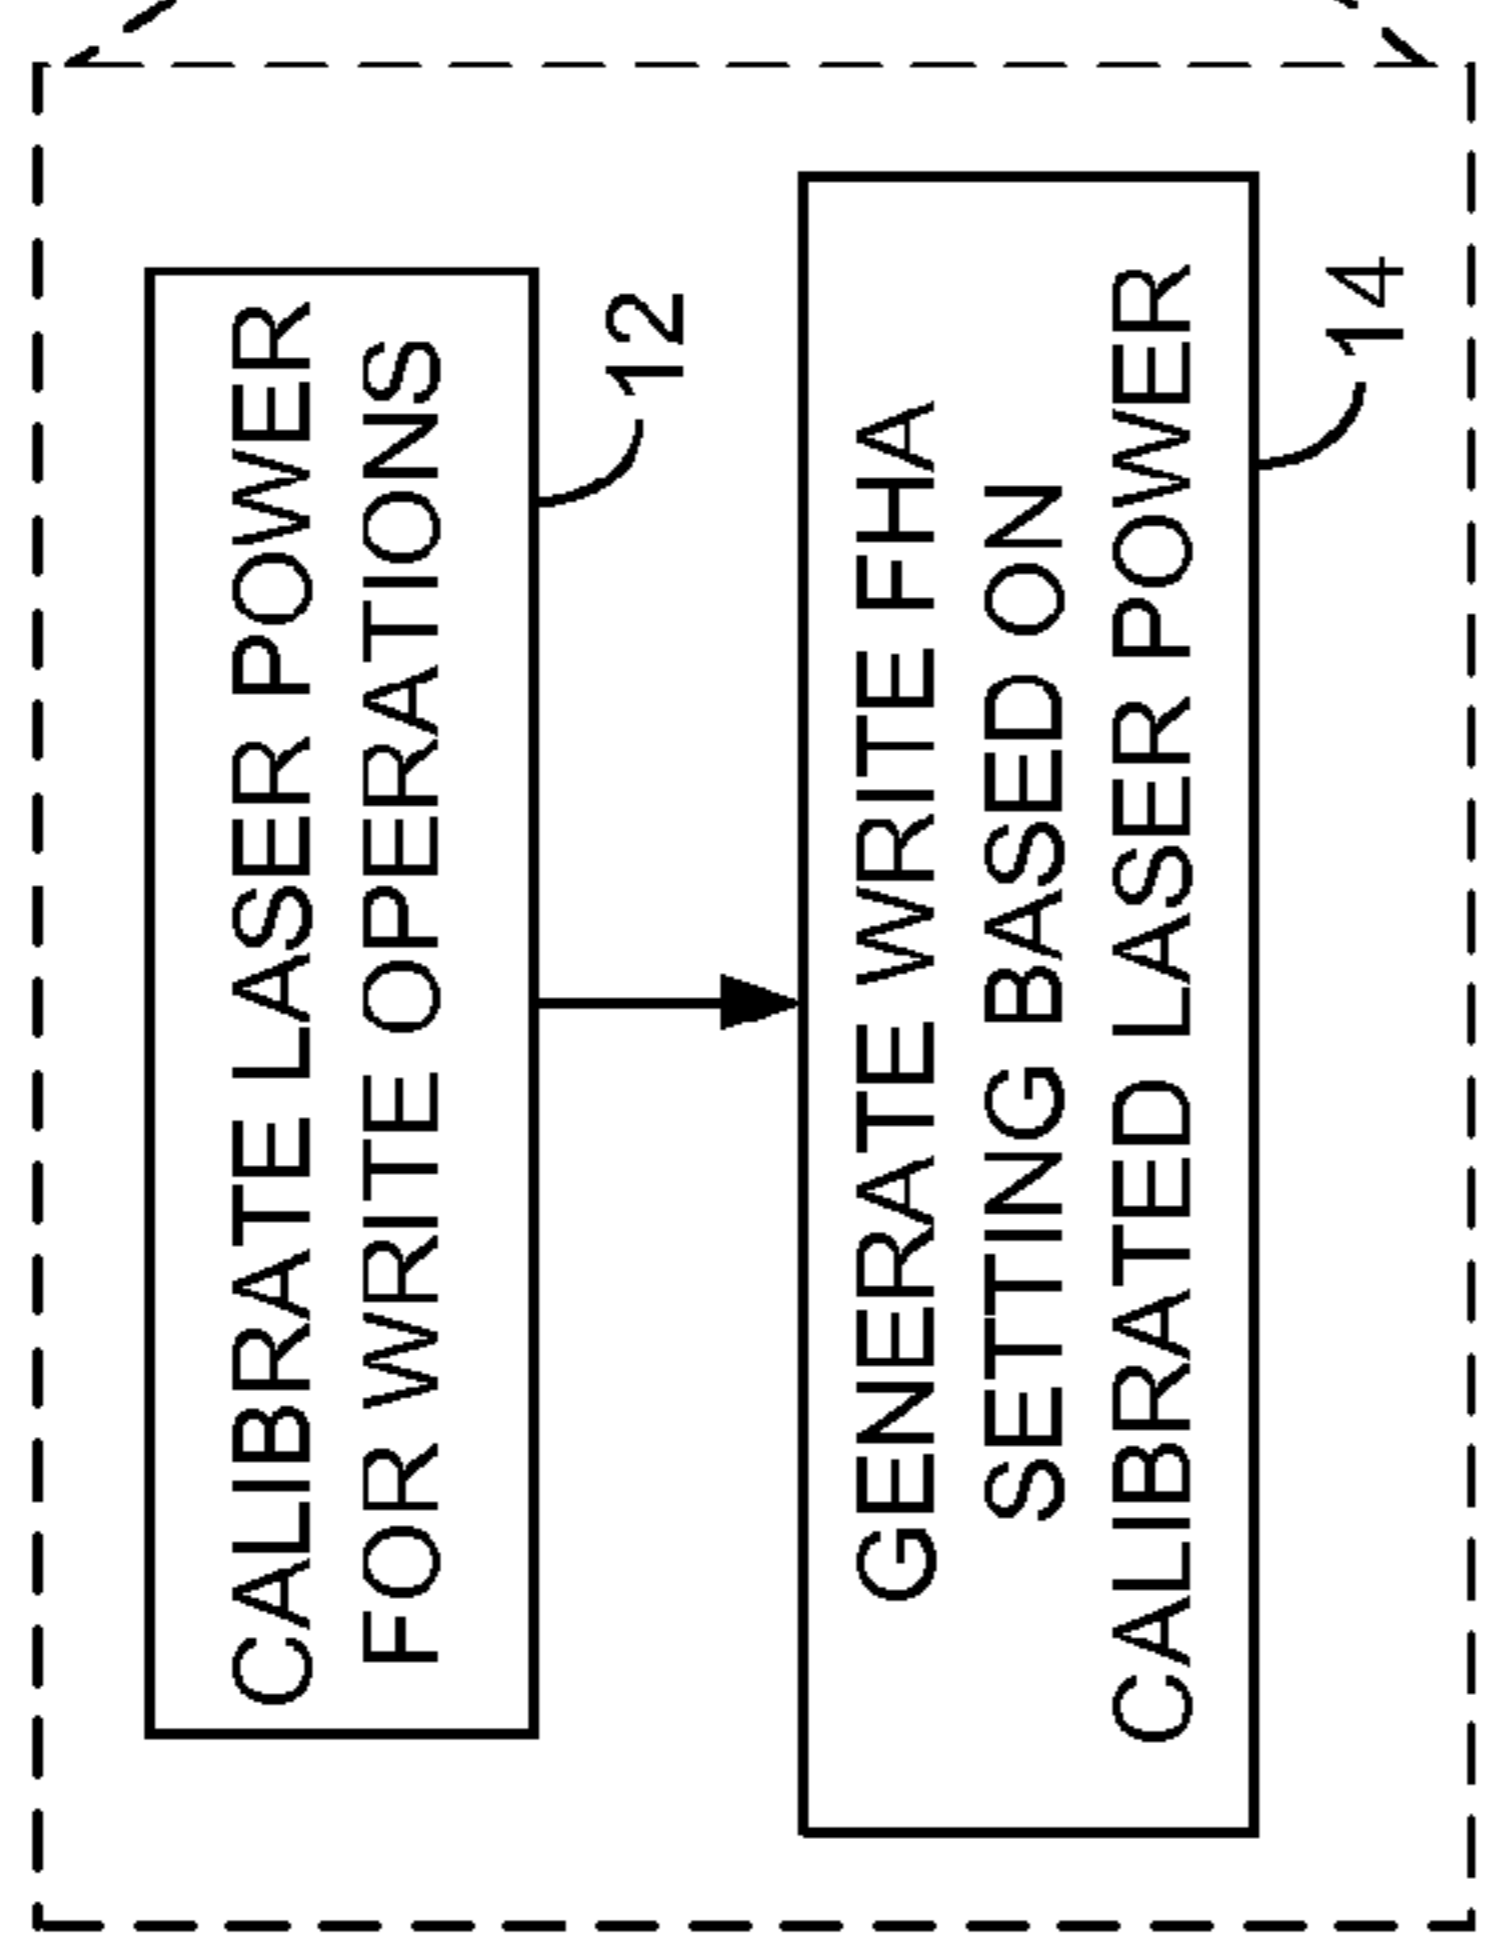 CALIBRATE LASER POWER
FOR WRITE OPERATIONS
12
GENERATE WRITE FHA
SETTING BASED ON
CALIBRATED LASER POWER
14